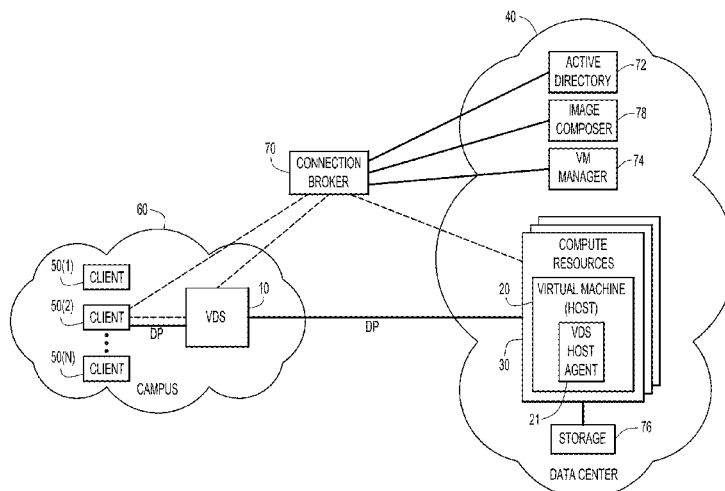 40
ACTIVE
DIRECTORY
72
IMAGE
COMPOSER
78
VM
MANAGER
74
70
CONNECTION
BROKER
60
50(1)
CLIENT
50(2)
CLIENT
DP
50(N)
CLIENT
CAMPUS
10
VDS
DP
COMPUTE
RESOURCES
20
VIRTUAL MACHINE
(HOST)
VDS
HOST
AGENT
30
21
STORAGE
76
DATA CENTER